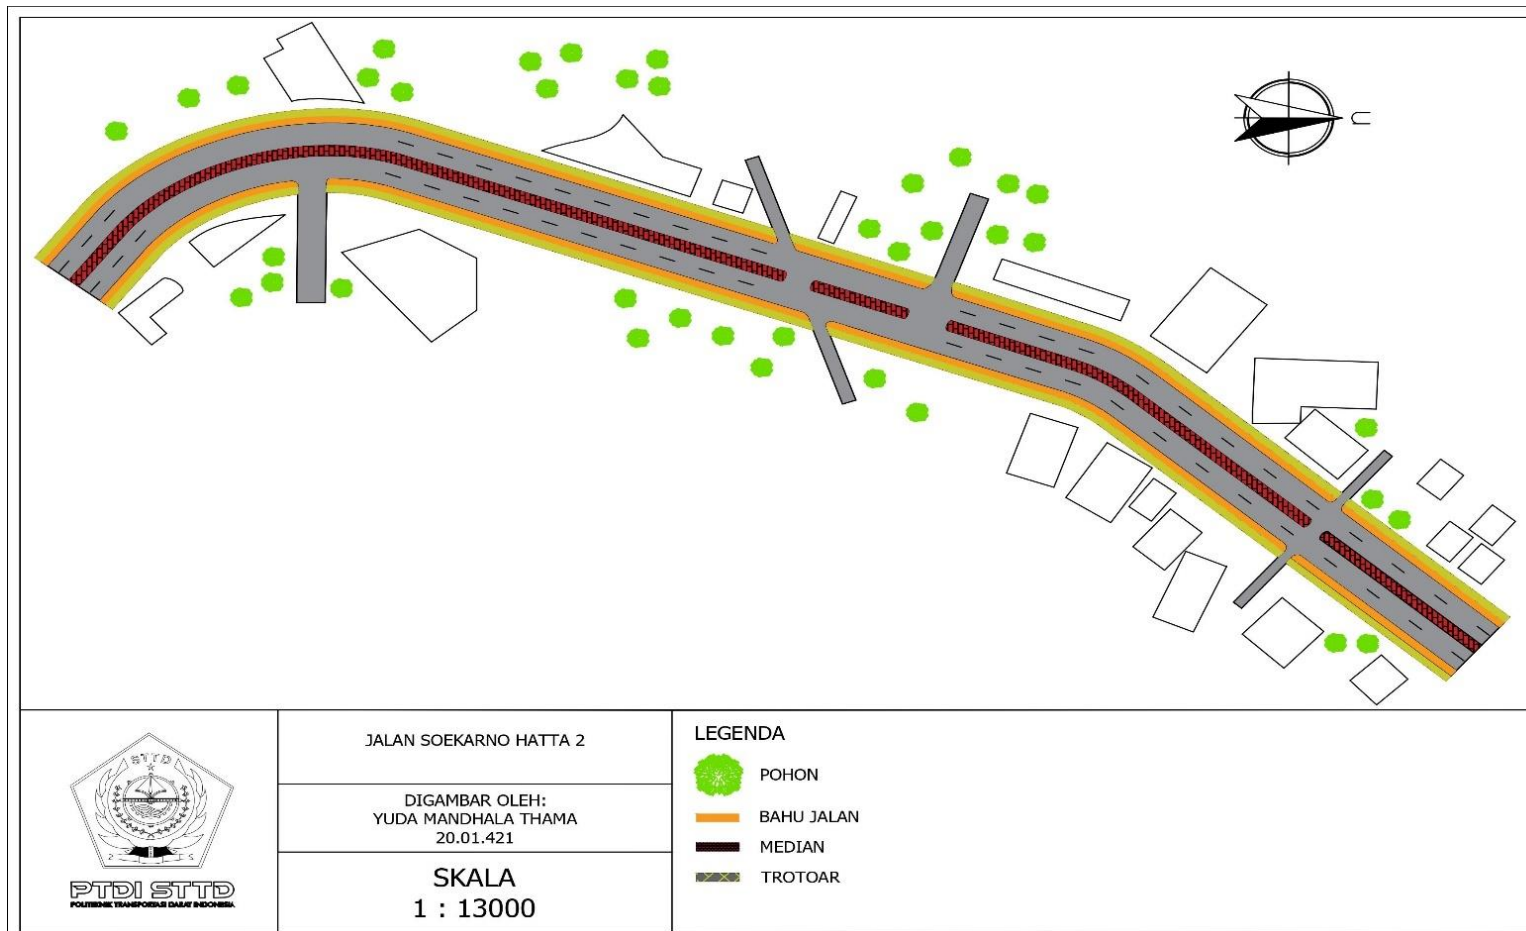 U
STTD
2 S
PTDI STTD
POLITEKNIK TRANSPORTASI DARAT INDONESIA
JALAN SOEKARNO HATTA 2
DIGAMBAR OLEH:
YUDA MANDHALA THAMA
20.01.421
SKALA
1 : 13000
LEGENDA
POHON
BAHU JALAN
MEDIAN
TROTOAR